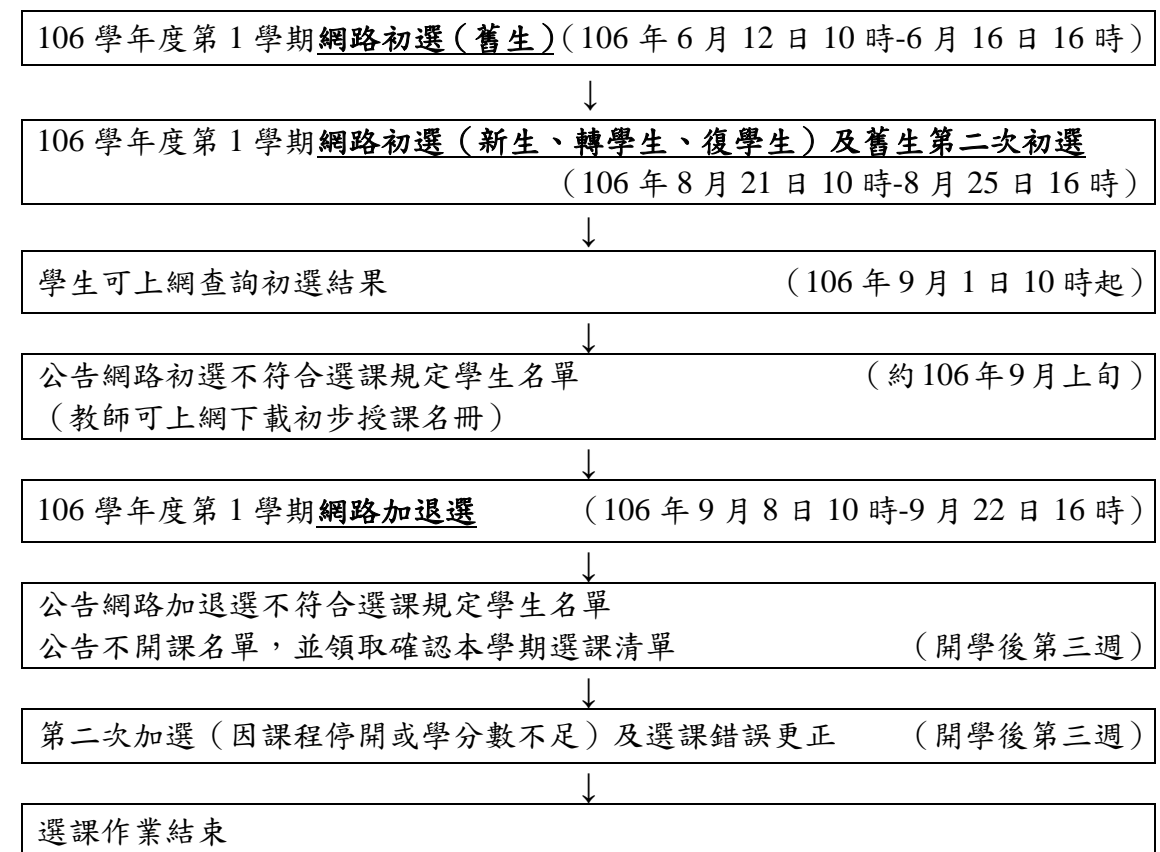 106 學年度第 1 學期網路初選（舊生）（106 年 6 月 12 日 10 時-6 月 16 日 16 時）
↓
106 學年度第 1 學期網路初選（新生、轉學生、復學生）及舊生第二次初選
（106 年 8 月 21 日 10 時-8 月 25 日 16 時）
↓
學生可上網查詢初選結果 （106 年 9 月 1 日 10 時起）
↓
公告網路初選不符合選課規定學生名單 （約 106 年 9 月上旬）
（教師可上網下載初步授課名冊）
↓
106 學年度第 1 學期網路加退選 （106 年 9 月 8 日 10 時-9 月 22 日 16 時）
↓
公告網路加退選不符合選課規定學生名單
公告不開課名單，並領取確認本學期選課清單 （開學後第三週）
↓
第二次加選（因課程停開或學分數不足）及選課錯誤更正 （開學後第三週）
↓
選課作業結束